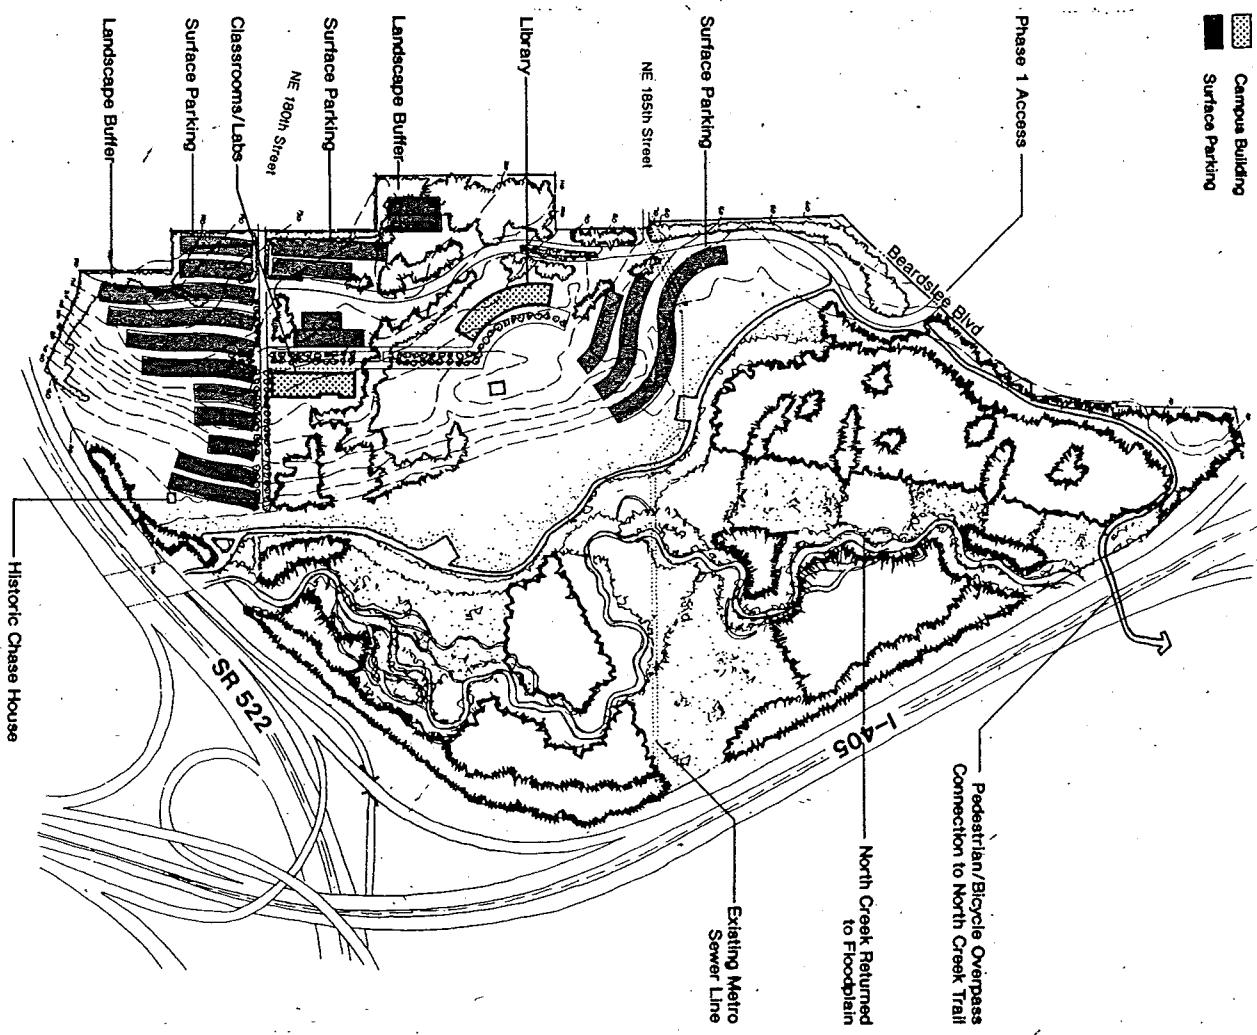 Campus Building
Surface Parking
Phase 1 Access
Surface Parking
NE 185th Street
Library
Landscape Buffer
Surface Parking
NE 180th Street
Classrooms/Labs
Surface Parking
Landscape Buffer
Beardslee Blvd
I-405
SR 522
Pedestrian/Bicycle Overpass
Connection to North Creek Trail
North Creek Returned
to Floodplain
Existing Metro
Sewer Line
Historic Chase House